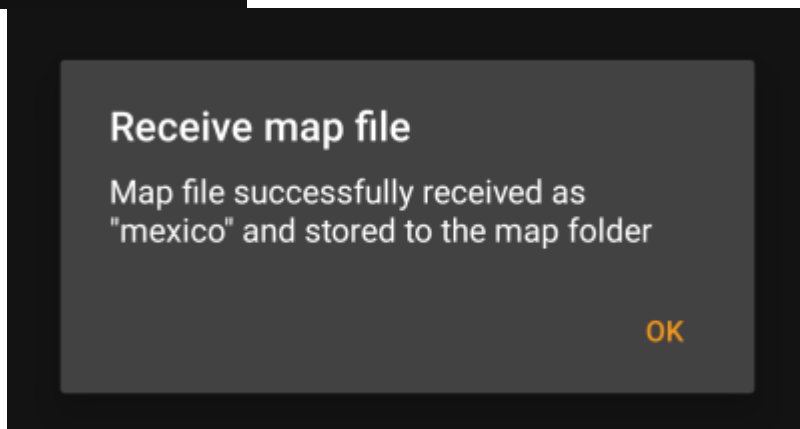 Receive map file
Map file successfully received as
"mexico" and stored to the map folder
OK